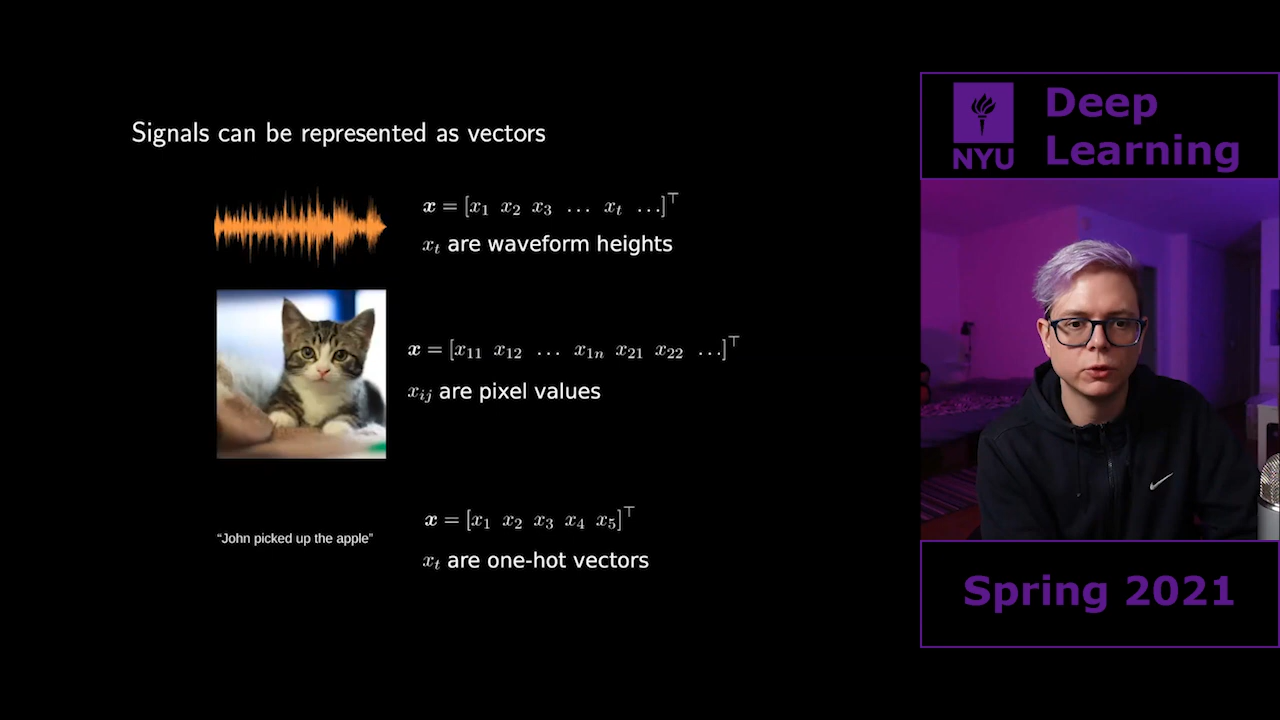 Signals can be represented as vectors
x = [x₁ x₂ x₃ … xₜ …]⊤
xₜ are waveform heights
x = [x₁₁ x₁₂ … x₁ₙ x₂₁ x₂₂ …]⊤
xᵢⱼ are pixel values
“John picked up the apple”
x = [x₁ x₂ x₃ x₄ x₅]⊤
xₜ are one-hot vectors
NYU
Deep
Learning
Spring 2021